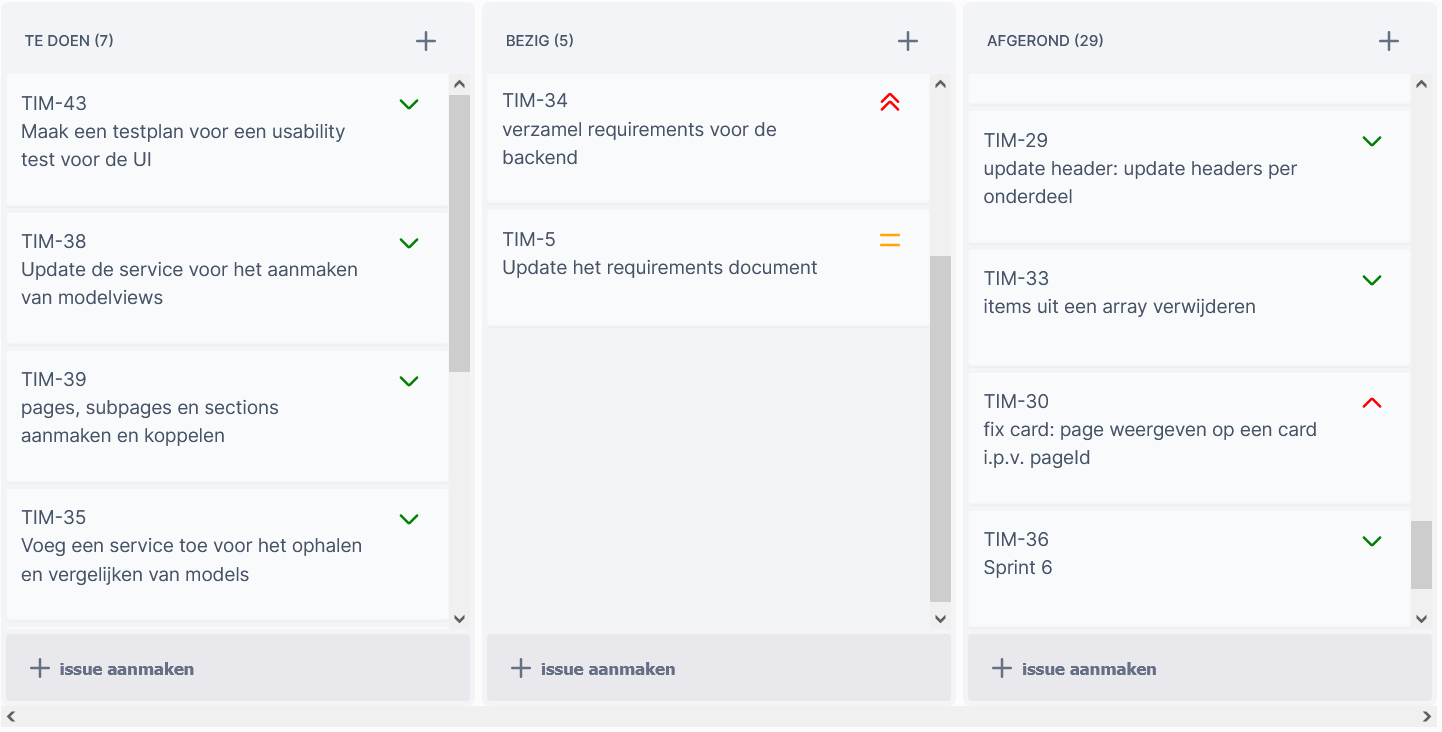 TE DOEN (7)
TIM-43
Maak een testplan voor een usability
test voor de UI
TIM-38
Update de service voor het aanmaken
van modelviews
TIM-39
pages, subpages en sections
aanmaken en koppelen
TIM-35
Voeg een service toe voor het ophalen
en vergelijken van models
issue aanmaken
BEZIG (5)
TIM-34
verzamel requirements voor de
backend
TIM-5
Update het requirements document
issue aanmaken
AFGEROND (29)
TIM-29
update header: update headers per
onderdeel
TIM-33
items uit een array verwijderen
TIM-30
fix card: page weergeven op een card
i.p.v. pageId
TIM-36
Sprint 6
issue aanmaken